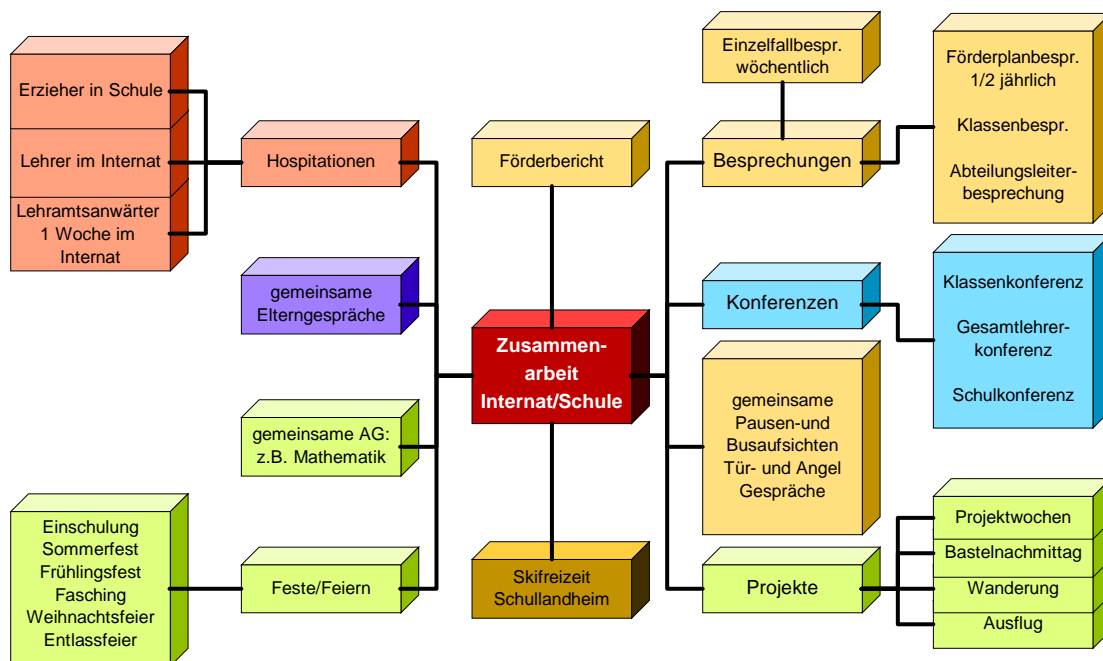 Erzieher in Schule
Lehrer im Internat
Lehramtsanwärter
1 Woche im
Internat
Hospitationen
gemeinsame
Elterngespräche
gemeinsame AG:
z.B. Mathematik
Einschulung
Sommerfest
Frühlingsfest
Fasching
Weihnachtsfeier
Entlassfeier
Feste/Feiern
Förderbericht
Zusammen-
arbeit
Internat/Schule
Skifreizeit
Schullandheim
Einzelfallbespr.
wöchentlich
Besprechungen
Förderplanbespr.
1/2 jährlich
Klassenbespr.
Abteilungsleiter-
besprechung
Konferenzen
Klassenkonferenz
Gesamtlehrer-
konferenz
Schulkonferenz
gemeinsame
Pausen-und
Busaufsichten
Tür- und Angel
Gespräche
Projekte
Projektwochen
Bastelnachmittag
Wanderung
Ausflug